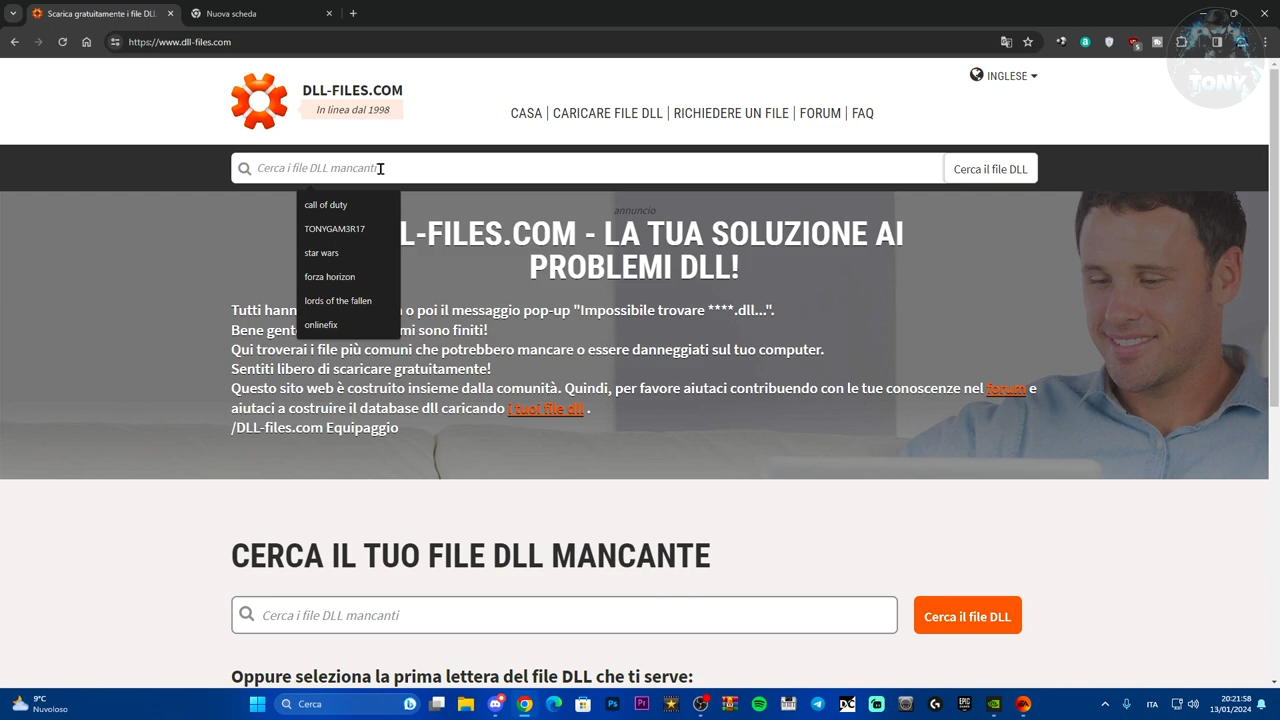 Scarica gratuitamente i file DLL
Nuova scheda
https://www.dll-files.com
TONY
DLL-FILES.COM
In linea dal 1998
INGLESE
CASA | CARICARE FILE DLL | RICHIEDERE UN FILE | FORUM | FAQ
Cerca i file DLL mancanti
Cerca il file DLL
call of duty
TONYGAM3R17
star wars
forza horizon
lords of the fallen
onlinefix
annuncio
L-FILES.COM - LA TUA SOLUZIONE AI
PROBLEMI DLL!
Tutti hann o poi il messaggio pop-up "Impossibile trovare ****.dll...".
Bene gent mi sono finiti!
Qui troverai i file più comuni che potrebbero mancare o essere danneggiati sul tuo computer.
Sentiti libero di scaricare gratuitamente!
Questo sito web è costruito insieme dalla comunità. Quindi, per favore aiutaci contribuendo con le tue conoscenze nel forum e
aiutaci a costruire il database dll caricando i tuoi file dll .
/DLL-files.com Equipaggio
CERCA IL TUO FILE DLL MANCANTE
Cerca i file DLL mancanti
Cerca il file DLL
Oppure seleziona la prima lettera del file DLL che ti serve:
9°C
Nuvoloso
Cerca
ITA
20:21:58
13/01/2024